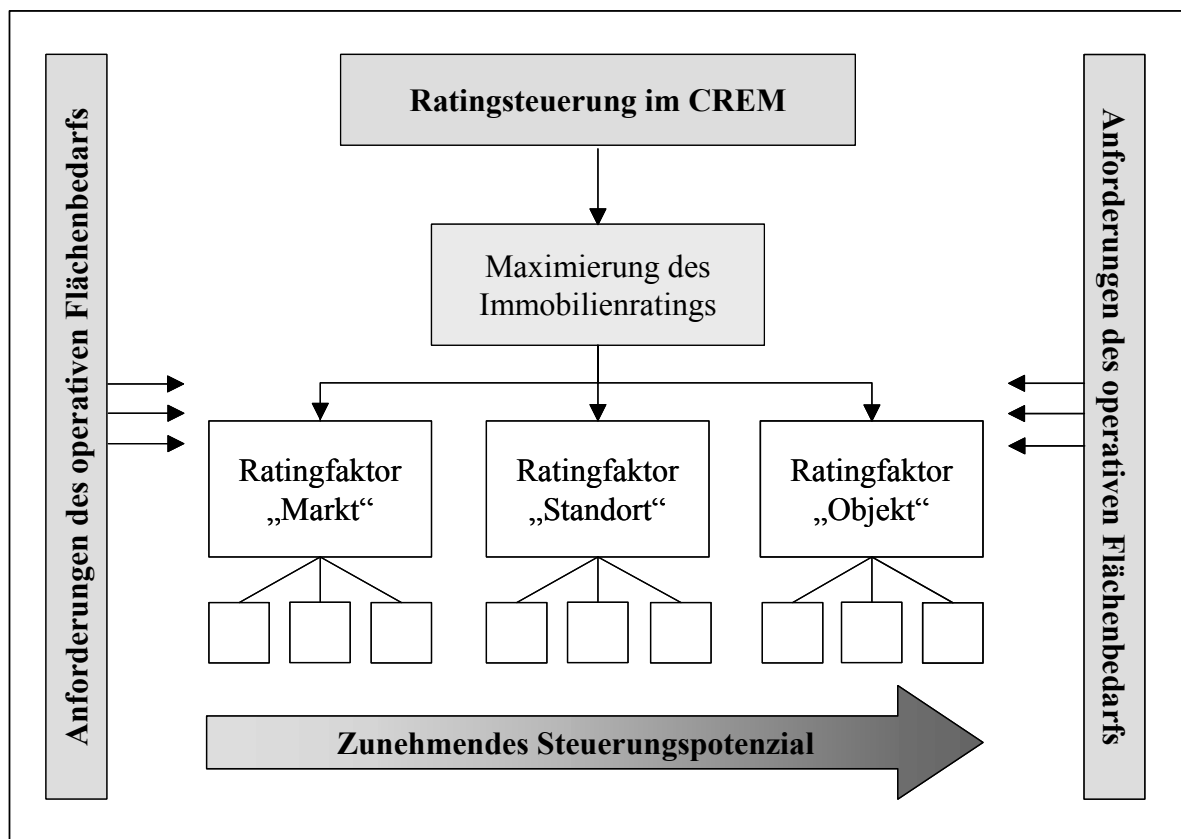 Anforderungen des operativen Flächenbedarfs
Ratingsteuerung im CREM
Maximierung des
Immobilienratings
Ratingfaktor
„Markt“
Ratingfaktor
„Standort“
Ratingfaktor
„Objekt“
Zunehmendes Steuerungspotenzial
Anforderungen des operativen Flächenbedarfs